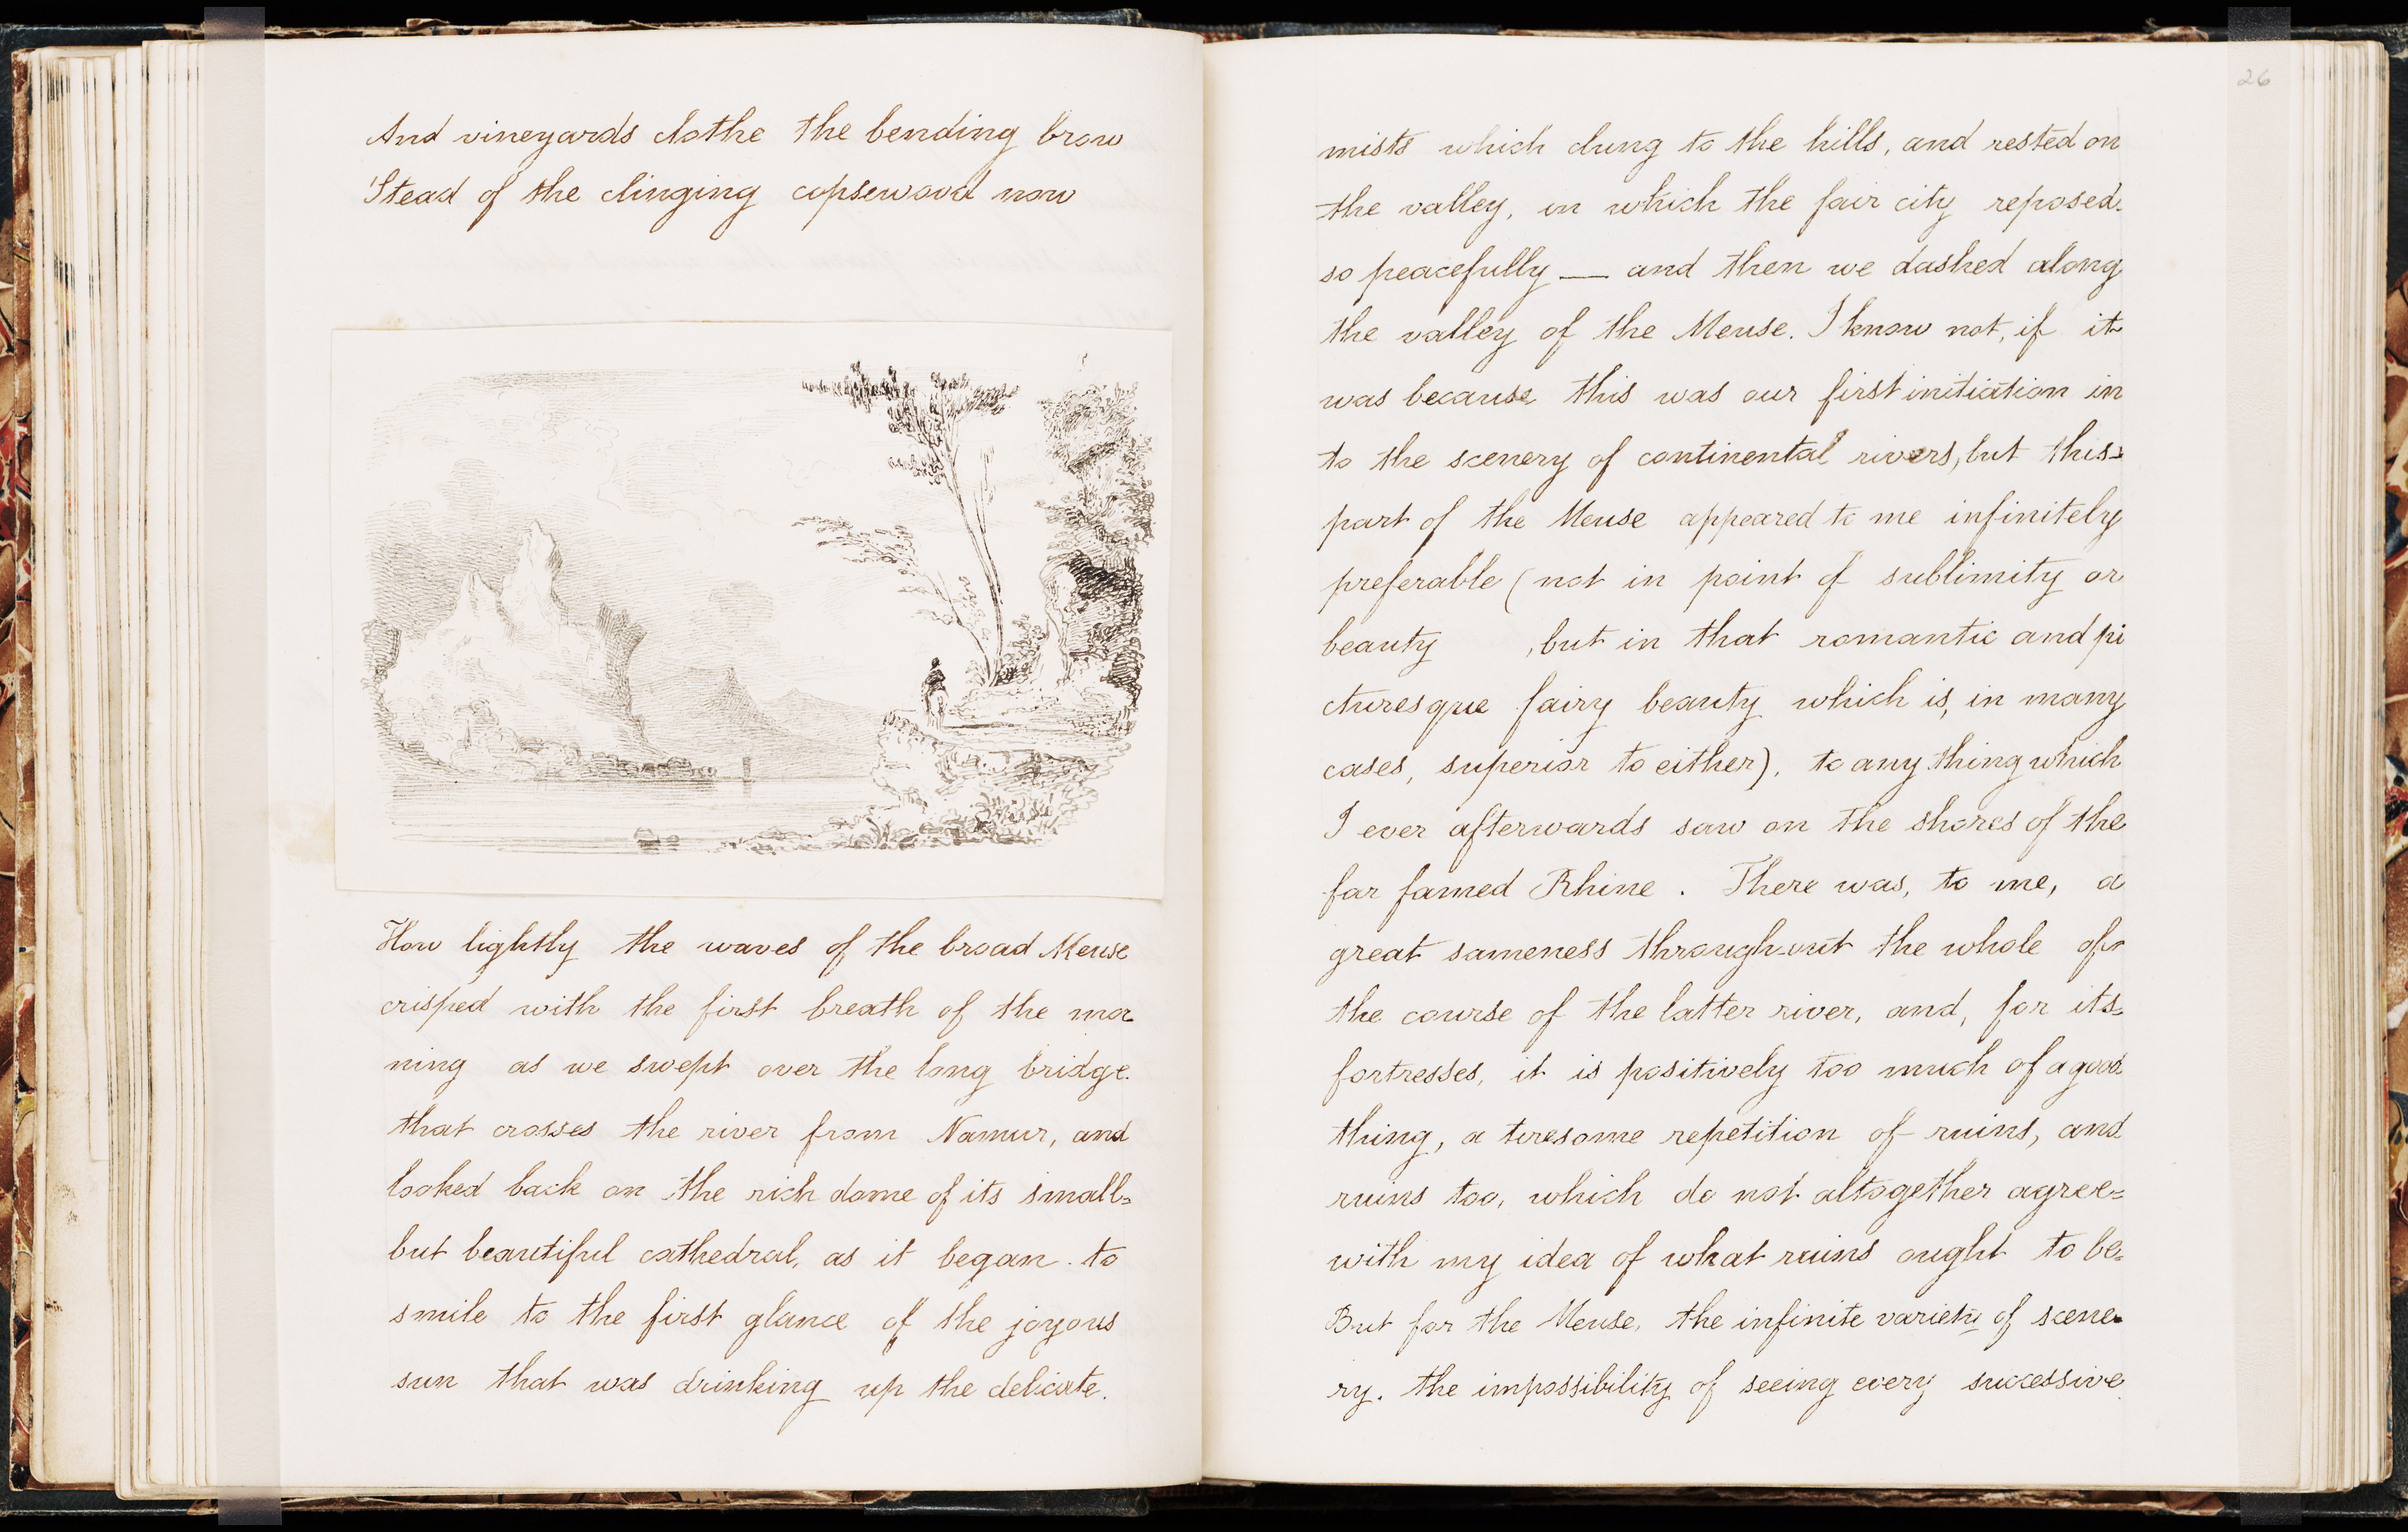 And vineyards clothe the bending brow
'Stead of the clinging copsewood now
How lightly the waves of the broad Meuse
crisped with the first breath of the mor
ning as we swept over the long bridge
that crosses the river from Namur, and
looked back on the rich dome of its small=
but beautiful cathedral, as it began to
smile to the first glance of the joyous
sun that was drinking up the delicate.
26
mists which clung to the hills, and rested on
the valley, in which the fair city reposed.
so peacefully — and then we dashed along
the valley of the Meuse. I know not, if it
was because this was our first initiation in
to the scenery of continental rivers, but this=
part of the Meuse appeared to me infinitely
preferable (not in point of sublimity or
beauty , but in that romantic and pi
cturesque fairy beauty which is, in many
cases, superior to either), to any thing which
I ever afterwards saw on the shores of the
far famed Rhine . There was, to me, a
great sameness through-out the whole of
the course of the latter river, and, for its=
fortresses, it is positively too much of a good
thing, a tiresome repetition of ruins, and
ruins too, which do not altogether agree=
with my idea of what ruins ought to be=
But for the Meuse, the infinite variety of scene
ry. the impossibility of seeing every successive